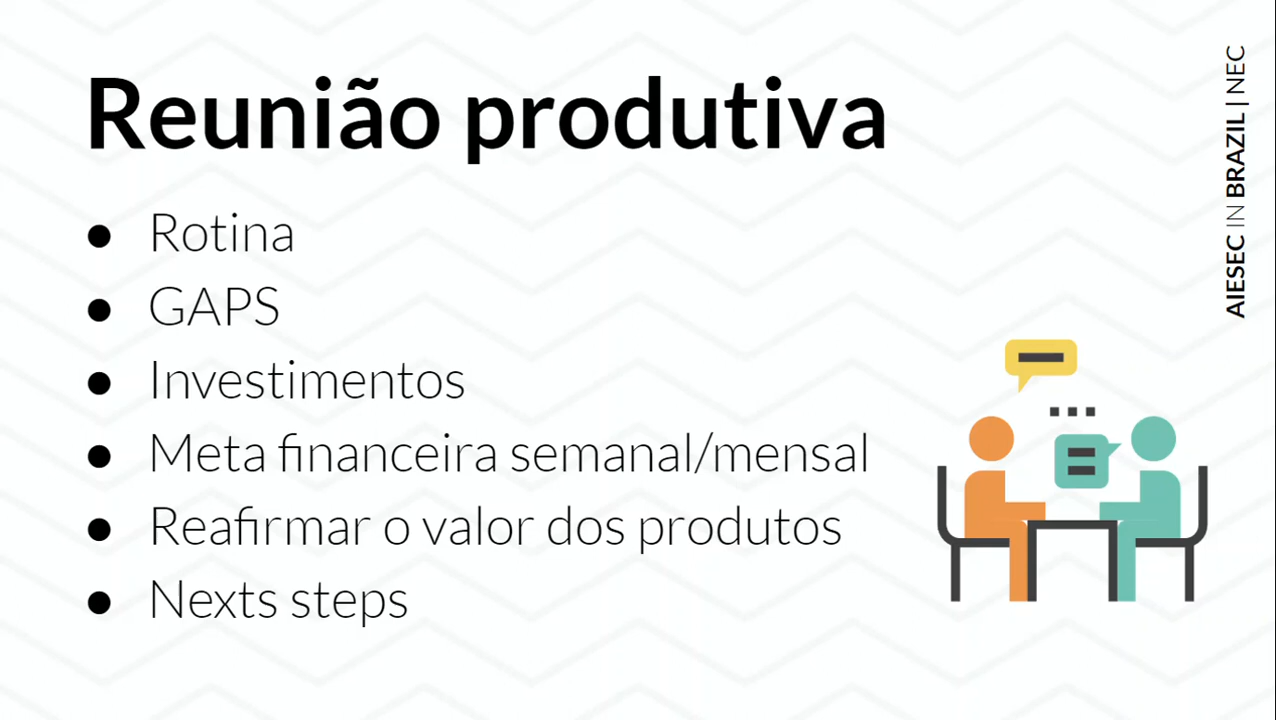 Reunião produtiva
● Rotina
● GAPS
● Investimentos
● Meta financeira semanal/mensal
● Reafirmar o valor dos produtos
● Nexts steps
AIESEC IN BRAZIL | NEC